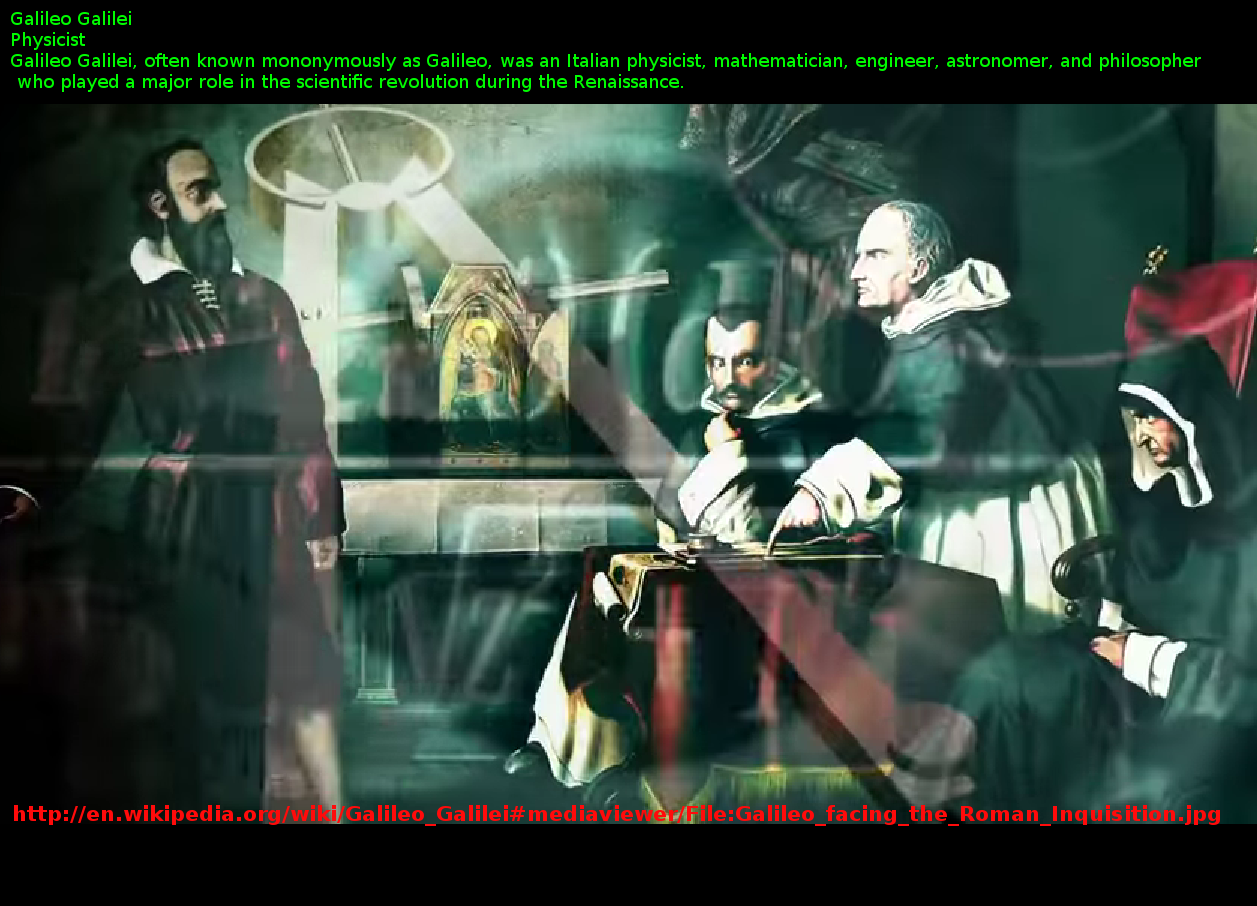 Galileo Galilei
Physicist
Galileo Galilei, often known mononymously as Galileo, was an Italian physicist, mathematician, engineer, astronomer, and philosopher
who played a major role in the scientific revolution during the Renaissance.
http://en.wikipedia.org/wiki/Galileo_Galilei#mediaviewer/File:Galileo_facing_the_Roman_Inquisition.jpg